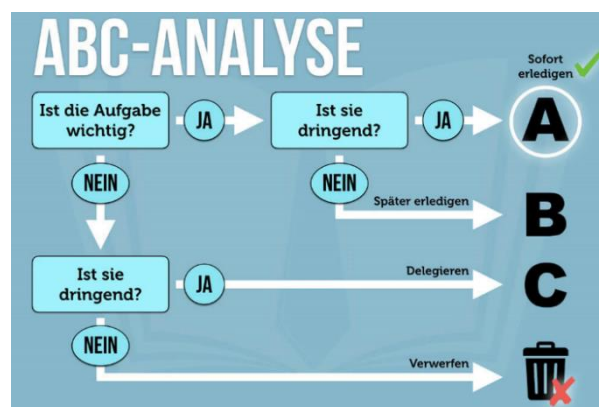 ABC-ANALYSE
Sofort
erledigen
Ist die Aufgabe
wichtig?
JA
Ist sie
dringend?
JA
A
NEIN
NEIN
Später erledigen
B
Ist sie
dringend?
JA
Delegieren
C
NEIN
Verwerfen